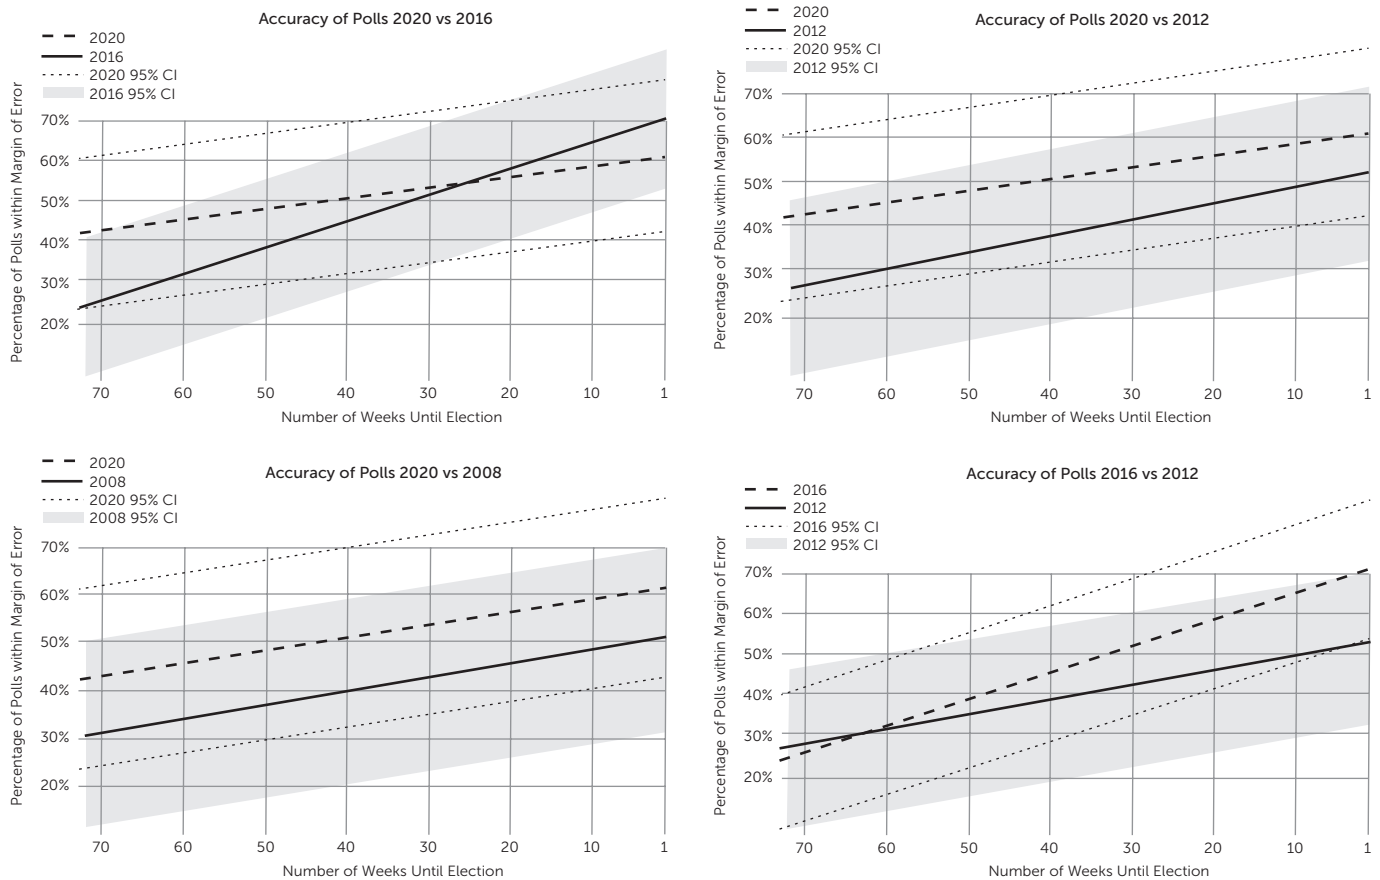 Accuracy of Polls 2020 vs 2016
2020
2016
2020 95% CI
2016 95% CI
Percentage of Polls within Margin of Error
70%
60%
50%
40%
30%
20%
70 60 50 40 30 20 10 1
Number of Weeks Until Election
Accuracy of Polls 2020 vs 2012
2020
2012
2020 95% CI
2012 95% CI
Percentage of Polls within Margin of Error
70%
60%
50%
40%
30%
20%
70 60 50 40 30 20 10 1
Number of Weeks Until Election
Accuracy of Polls 2020 vs 2008
2020
2008
2020 95% CI
2008 95% CI
Percentage of Polls within Margin of Error
70%
60%
50%
40%
30%
20%
70 60 50 40 30 20 10 1
Number of Weeks Until Election
Accuracy of Polls 2016 vs 2012
2016
2012
2016 95% CI
2012 95% CI
Percentage of Polls within Margin of Error
70%
60%
50%
40%
30%
20%
70 60 50 40 30 20 10 1
Number of Weeks Until Election